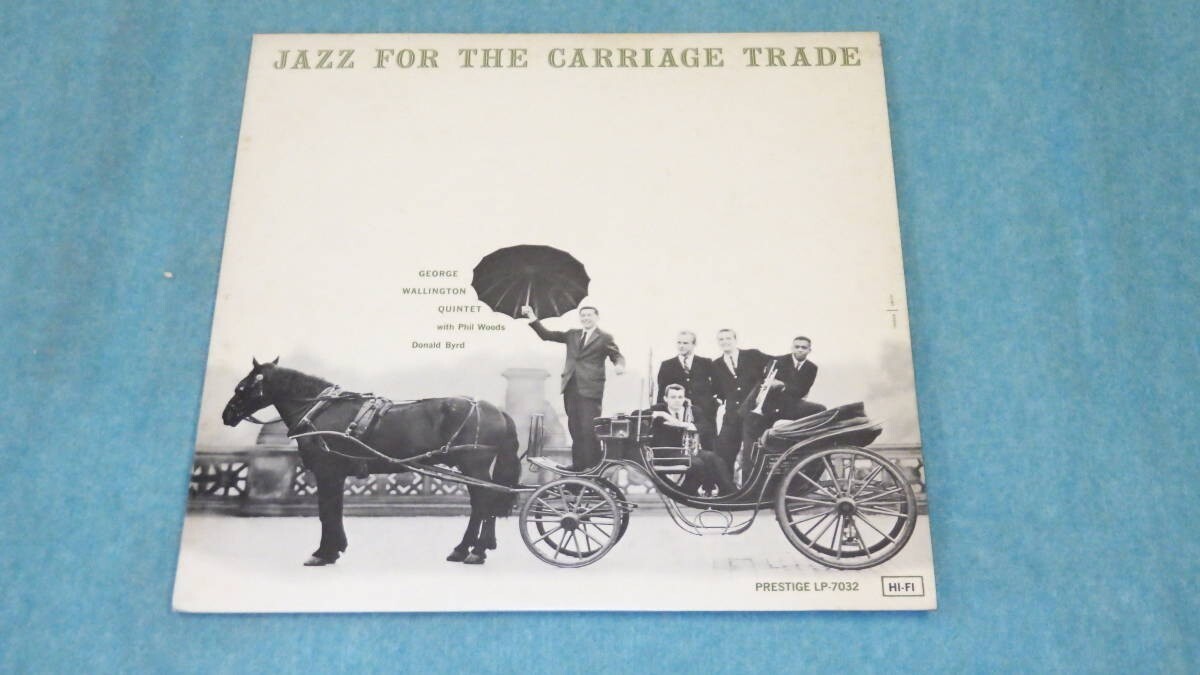 JAZZ FOR THE CARRIAGE TRADE
GEORGE
WALLINGTON
QUINTET
with Phil Woods
Donald Byrd
PRESTIGE LP-7032
HI-FI